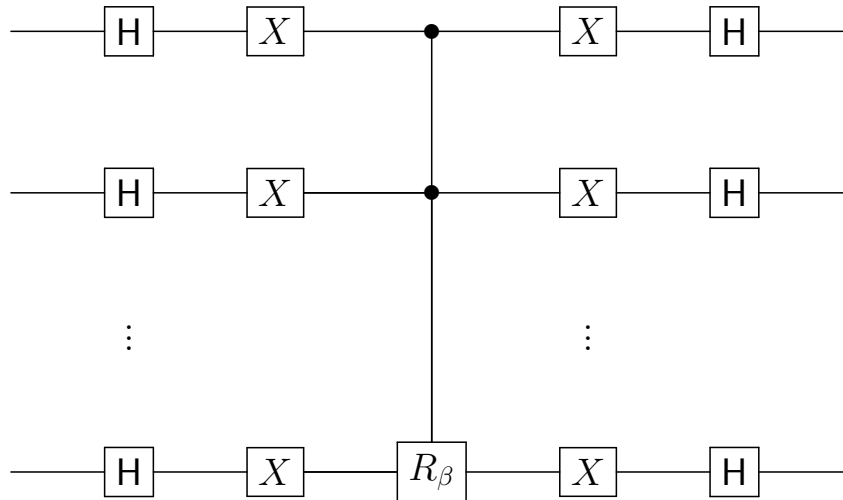 H X X H
H X X H
⋮ ⋮
H X R_β X H